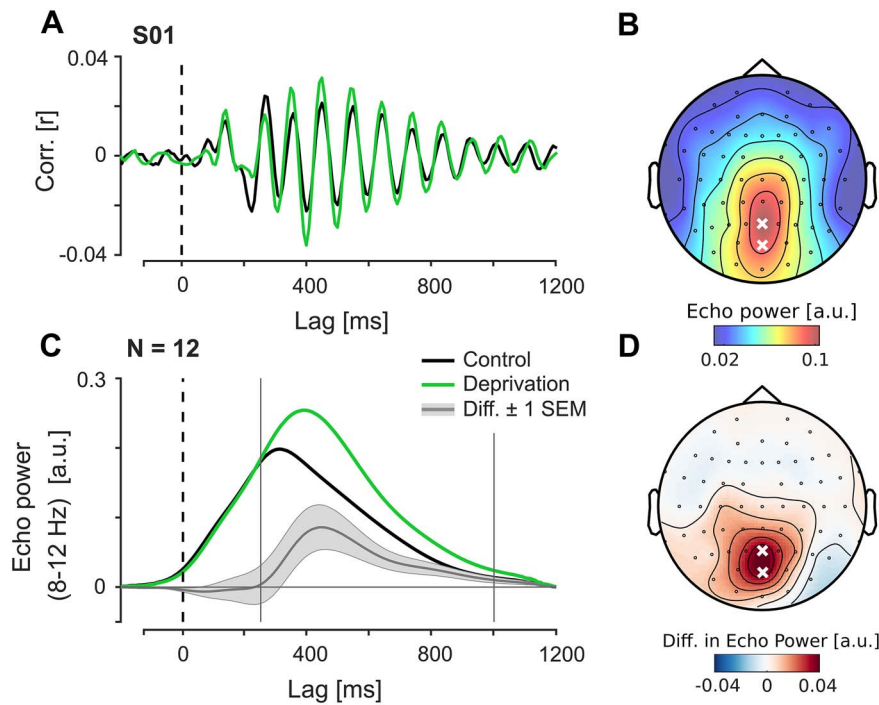 A
S01
0.04
0
-0.04
Corr. [r]
0
400
800
1200
Lag [ms]
B
Echo power [a.u.]
0.02
0.1
C
N = 12
Control
Deprivation
Diff. ± 1 SEM
0.3
0
Echo power
(8-12 Hz) [a.u.]
0
400
800
1200
Lag [ms]
D
Diff. in Echo Power [a.u.]
-0.04
0
0.04